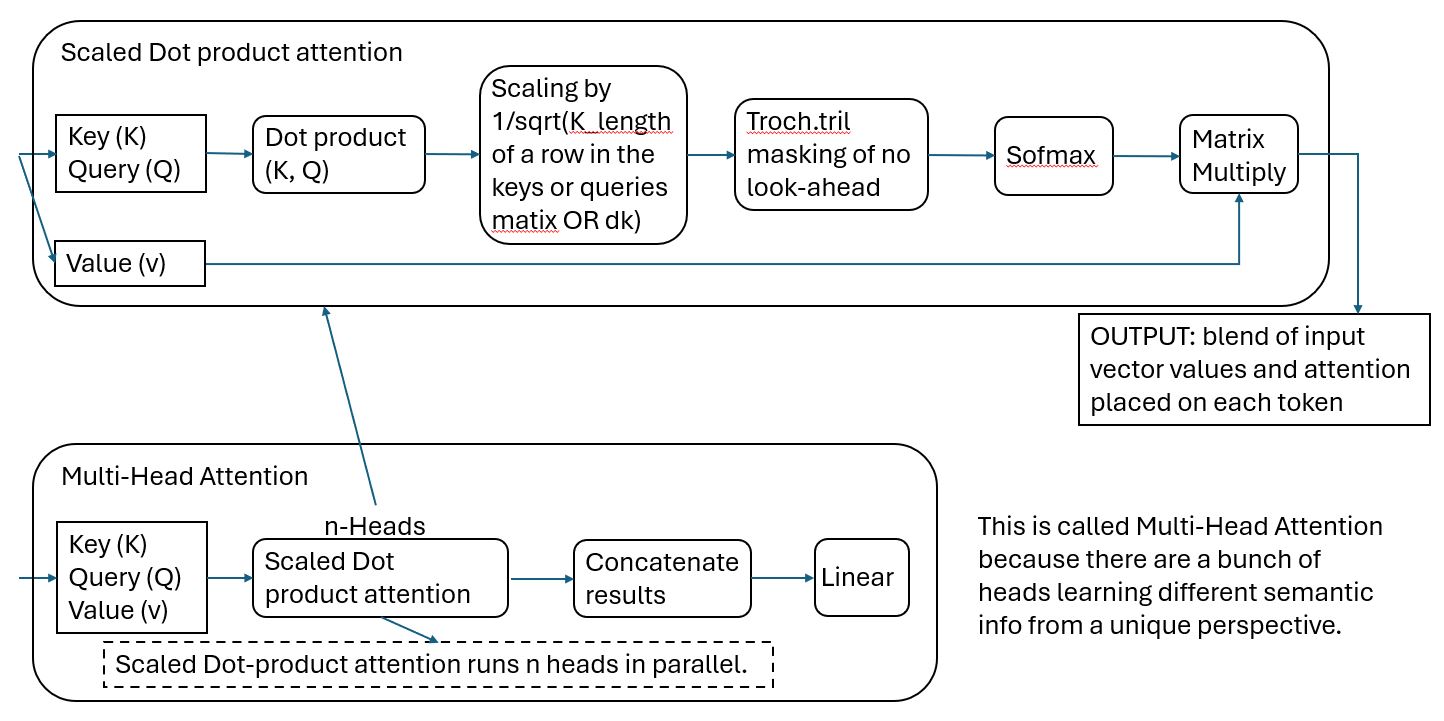 Scaled Dot product attention
Key (K)
Query (Q)
Dot product
(K, Q)
Scaling by
1/sqrt(K_length
of a row in the
keys or queries
matix OR dk)
Troch.tril
masking of no
look-ahead
Sofmax
Matrix
Multiply
Value (v)
OUTPUT: blend of input
vector values and attention
placed on each token
Multi-Head Attention
Key (K)
Query (Q)
Value (v)
n-Heads
Scaled Dot
product attention
Concatenate
results
Linear
Scaled Dot-product attention runs n heads in parallel.
This is called Multi-Head Attention
because there are a bunch of
heads learning different semantic
info from a unique perspective.